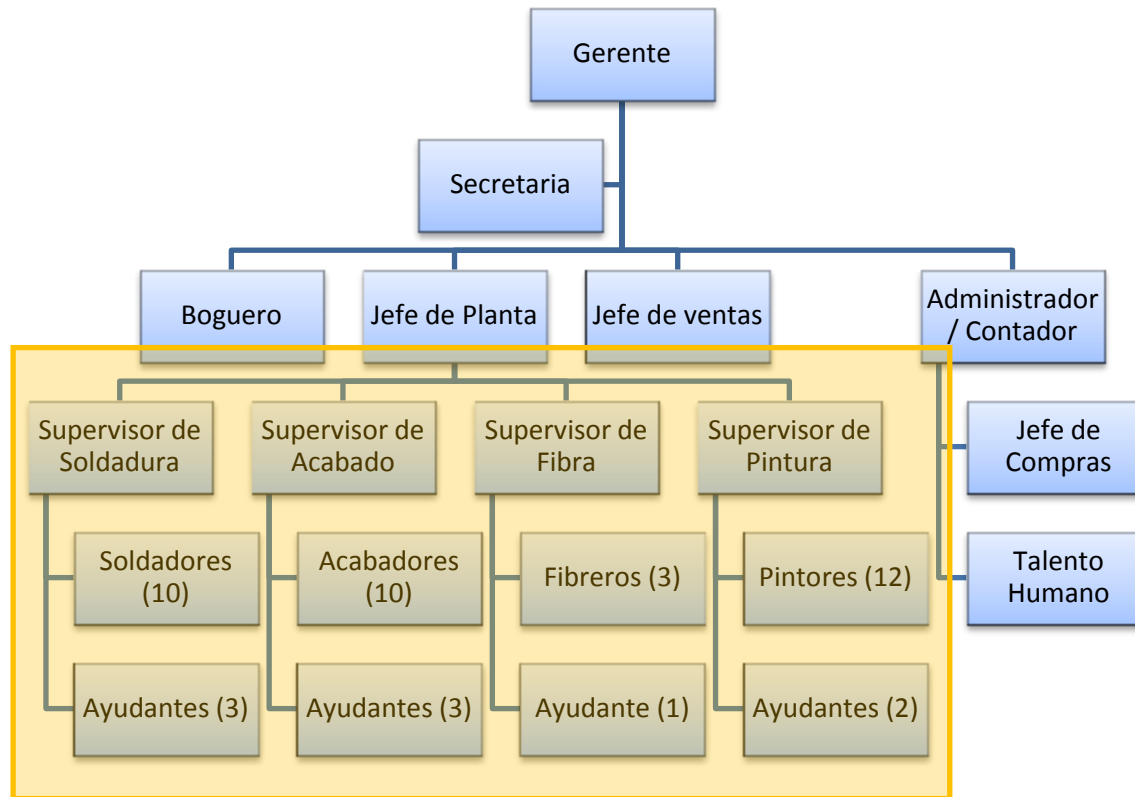 Gerente
Secretaria
Boguero
Jefe de Planta
Jefe de ventas
Administrador
/ Contador
Supervisor de
Soldadura
Supervisor de
Acabado
Supervisor de
Fibra
Supervisor de
Pintura
Jefe de
Compras
Soldadores
(10)
Acabadores
(10)
Fibreros (3)
Pintores (12)
Talento
Humano
Ayudantes (3)
Ayudantes (3)
Ayudante (1)
Ayudantes (2)